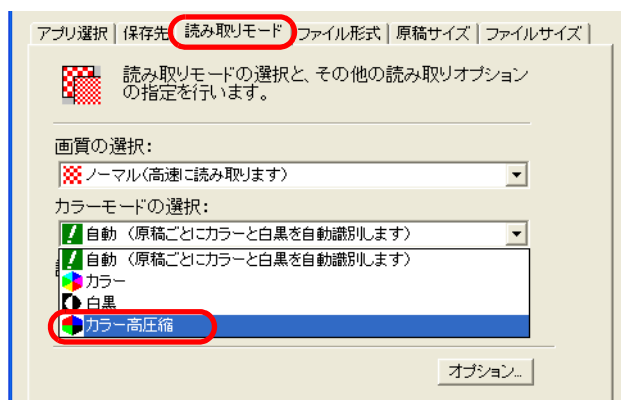 アプリ選択 保存先 読み取りモード ファイル形式 原稿サイズ ファイルサイズ
読み取りモードの選択と、その他の読み取りオプション
の指定を行います。
画質の選択:
ノーマル(高速に読み取ります)
カラーモードの選択:
自動 (原稿ごとにカラーと白黒を自動識別します)
自動 (原稿ごとにカラーと白黒を自動識別します)
カラー
白黒
カラー高圧縮
オプション...